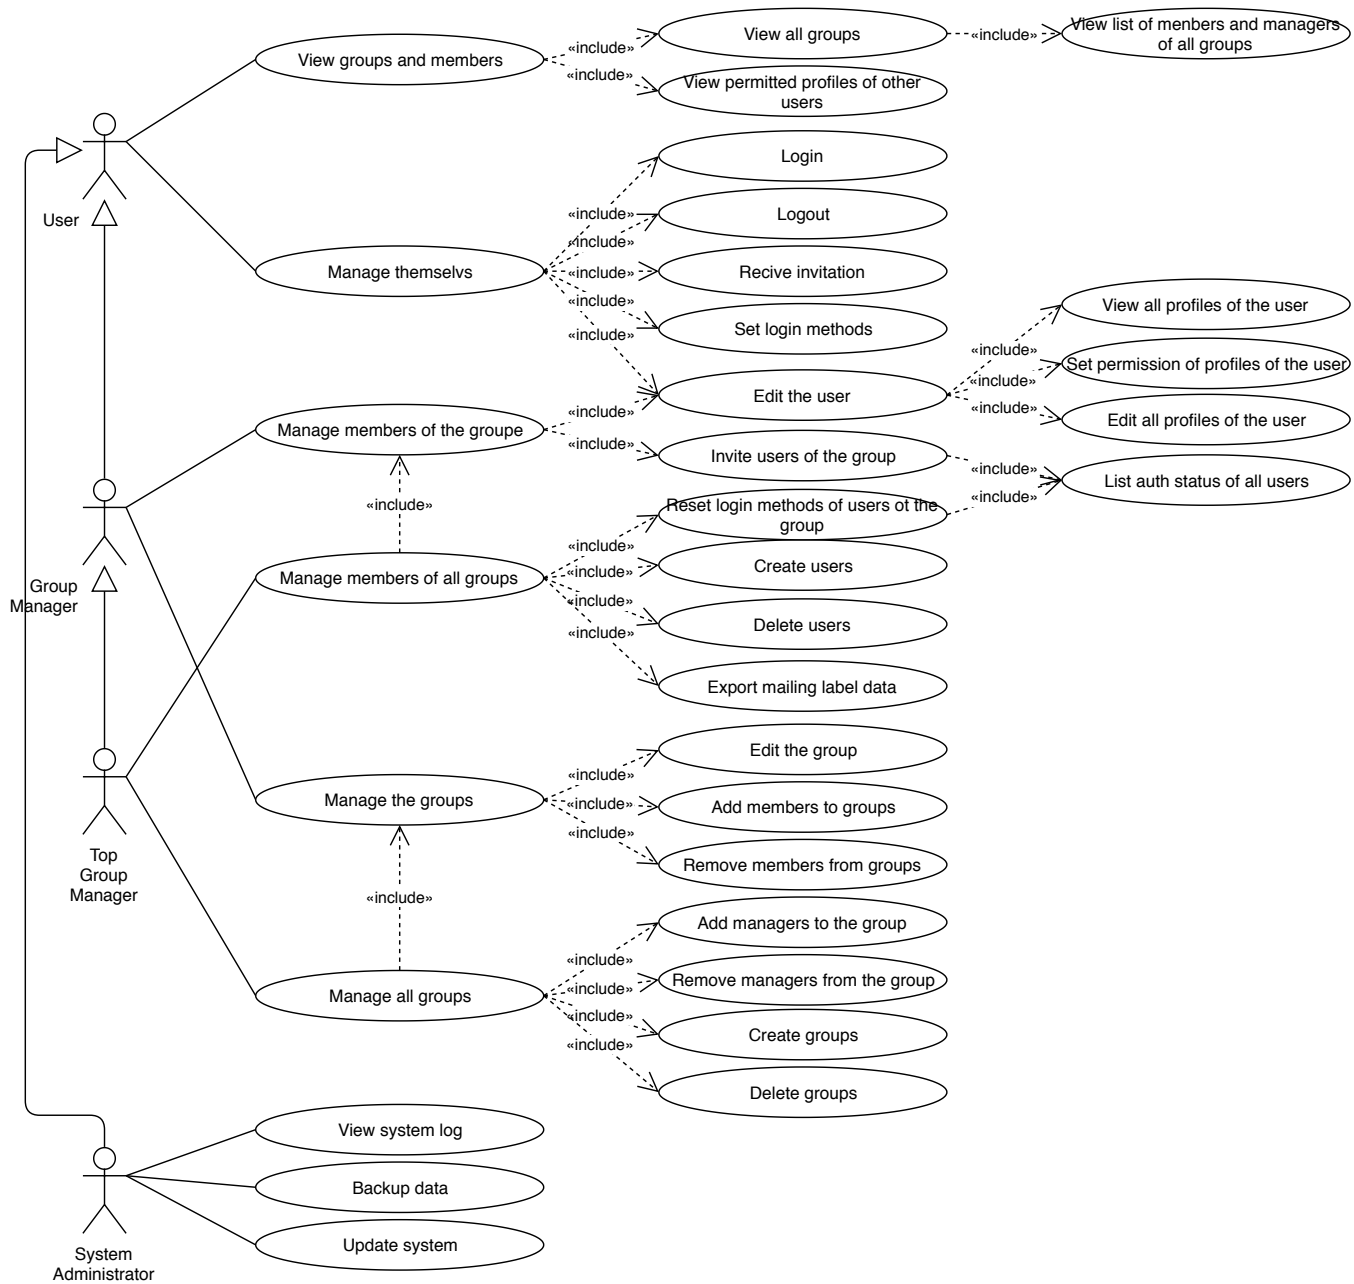 View groups and members
«include»
«include»
View all groups
«include»
View list of menbers and managers
of all groups
View permitted profiles of other
users
User
Manage themselvs
«include»
«include»
«include»
«include»
«include»
Login
Logout
Recive invitation
Set login methods
Edit the user
«include»
«include»
«include»
View all profiles of the user
Set permission of profiles of the user
Edit all profiles of the user
Manage members of the groupe
«include»
«include»
Invite users of the group
«include»
«include»
List auth status of all users
«include»
Group
Manager
Manage members of all groups
«include»
«include»
«include»
«include»
Reset login methods of users ot the
group
Create users
Delete users
Export mailing label data
Top
Group
Manager
Manage the groups
«include»
«include»
«include»
Edit the group
Add members to groups
Remove members from groups
«include»
Manage all groups
«include»
«include»
«include»
«include»
Add managers to the group
Remove managers from the group
Create groups
Delete groups
View system log
Backup data
Update system
System
Administrator